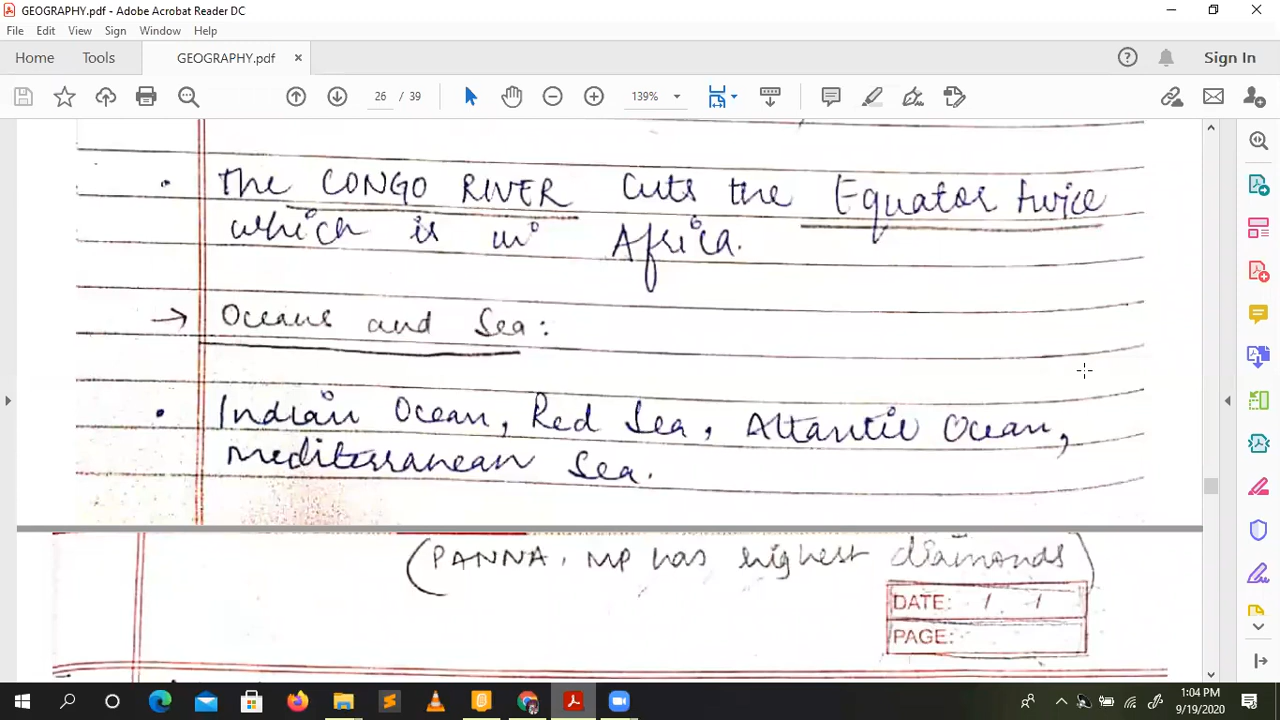 GEOGRAPHY.pdf - Adobe Acrobat Reader DC
File Edit View Sign Window Help
Home Tools GEOGRAPHY.pdf × Sign In
26 / 39 139%
• The CONGO RIVER cuts the Equator twice
which is in Africa.
→ Oceans and Sea:
• Indian Ocean, Red Sea, Altantic Ocean,
Mediterranean Sea.
(PANNA, MP has highest diamonds)
DATE: / /
PAGE:
1:04 PM
9/19/2020